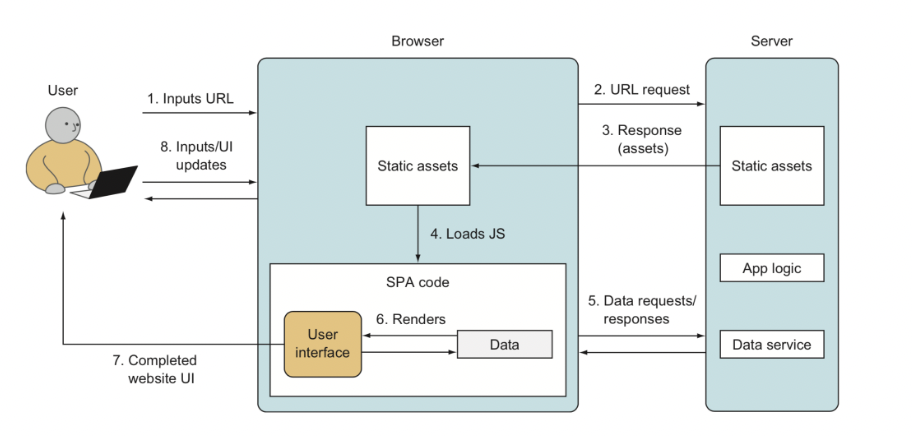 Browser
Server
User
1. Inputs URL
2. URL request
3. Response
(assets)
8. Inputs/UI
updates
Static assets
Static assets
4. Loads JS
App logic
SPA code
5. Data requests/
responses
6. Renders
User
interface
Data
Data service
7. Completed
website UI